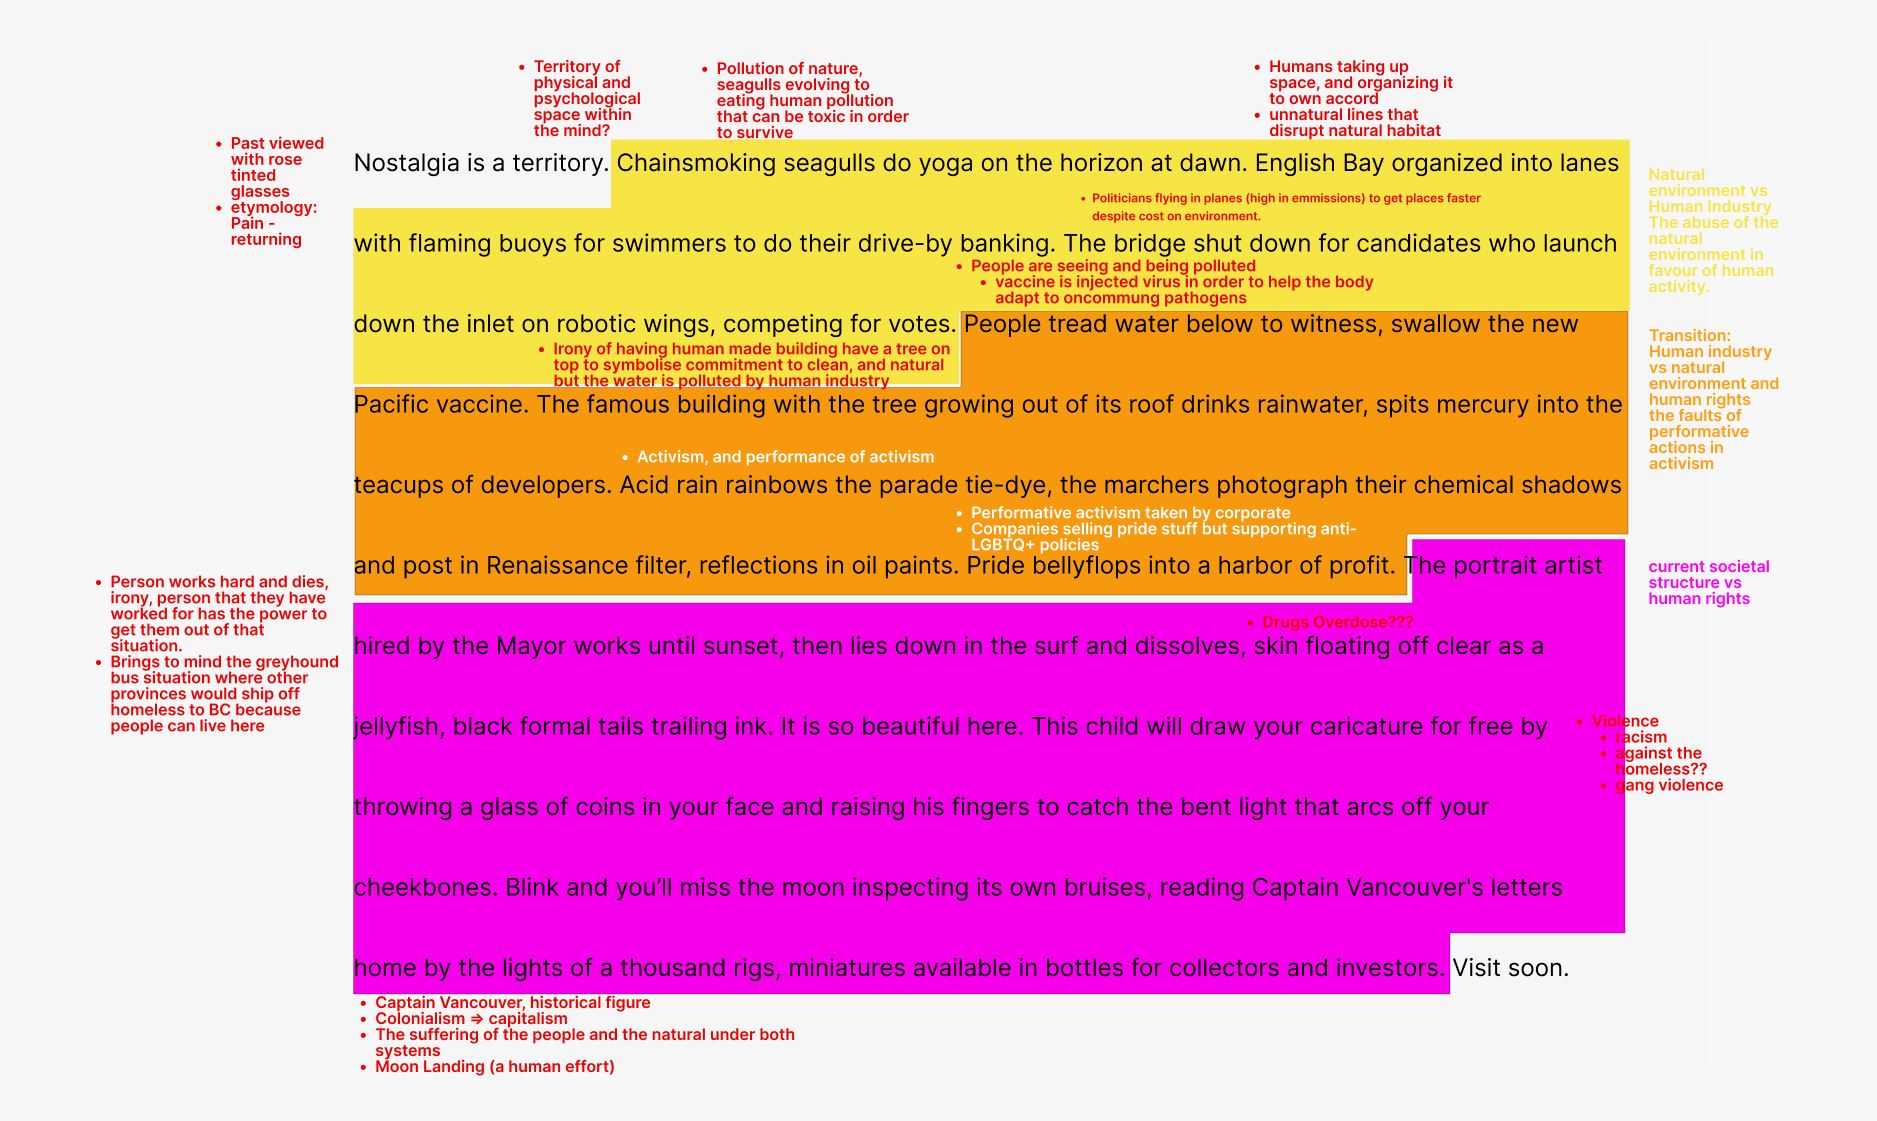 Territory of
physical and
psychological
space within
the mind?
Pollution of nature,
seagulls evolving to
eating human pollution
that can be toxic in order
to survive
Humans taking up
space, and organizing it
to own accord
unnatural lines that
disrupt natural habitat
Past viewed
with rose
tinted
glasses
etymology:
Pain -
returning
Nostalgia is a territory. Chainsmoking seagulls do yoga on the horizon at dawn. English Bay organized into lanes
Natural
environment vs
Human Industry
The abuse of the
natural
environment in
favour of human
activity.
Politicians flying in planes (high in emmissions) to get places faster
despite cost on environment.
with flaming buoys for swimmers to do their drive-by banking. The bridge shut down for candidates who launch
People are seeing and being polluted
vaccine is injected virus in order to help the body
adapt to oncommung pathogens
down the inlet on robotic wings, competing for votes. People tread water below to witness, swallow the new
Transition:
Human industry
vs natural
environment and
human rights
the faults of
performative
actions in
activism
Irony of having human made building have a tree on
top to symbolise commitment to clean, and natural
but the water is polluted by human industry
Pacific vaccine. The famous building with the tree growing out of its roof drinks rainwater, spits mercury into the
Activism, and performance of activism
teacups of developers. Acid rain rainbows the parade tie-dye, the marchers photograph their chemical shadows
Performative activism taken by corporate
Companies selling pride stuff but supporting anti-
LGBTQ+ policies
and post in Renaissance filter, reflections in oil paints. Pride bellyflops into a harbor of profit. The portrait artist
current societal
structure vs
human rights
Person works hard and dies,
irony, person that they have
worked for has the power to
get them out of that
situation.
Brings to mind the greyhound
bus situation where other
provinces would ship off
homeless to BC because
people can live here
Drugs Overdose???
hired by the Mayor works until sunset, then lies down in the surf and dissolves, skin floating off clear as a
jellyfish, black formal tails trailing ink. It is so beautiful here. This child will draw your caricature for free by
Violence
racism
against the
homeless??
gang violence
throwing a glass of coins in your face and raising his fingers to catch the bent light that arcs off your
cheekbones. Blink and you'll miss the moon inspecting its own bruises, reading Captain Vancouver's letters
home by the lights of a thousand rigs, miniatures available in bottles for collectors and investors. Visit soon.
Captain Vancouver, historical figure
Colonialism => capitalism
The suffering of the people and the natural under both
systems
Moon Landing (a human effort)